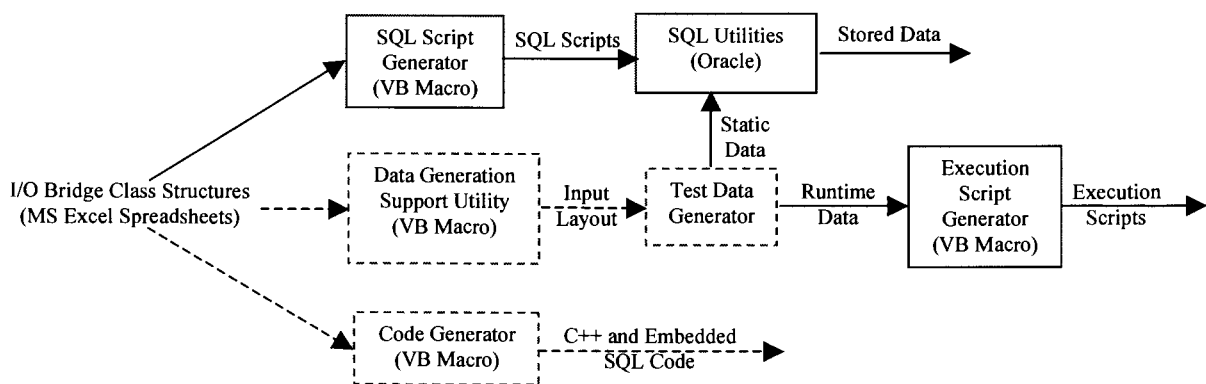 SQL Script
Generator
(VB Macro)
SQL Scripts
SQL Utilities
(Oracle)
Stored Data
Static
Data
I/O Bridge Class Structures
(MS Excel Spreadsheets)
Data Generation
Support Utility
(VB Macro)
Input
Layout
Test Data
Generator
Runtime
Data
Execution
Script
Generator
(VB Macro)
Execution
Scripts
Code Generator
(VB Macro)
C++ and Embedded
SQL Code